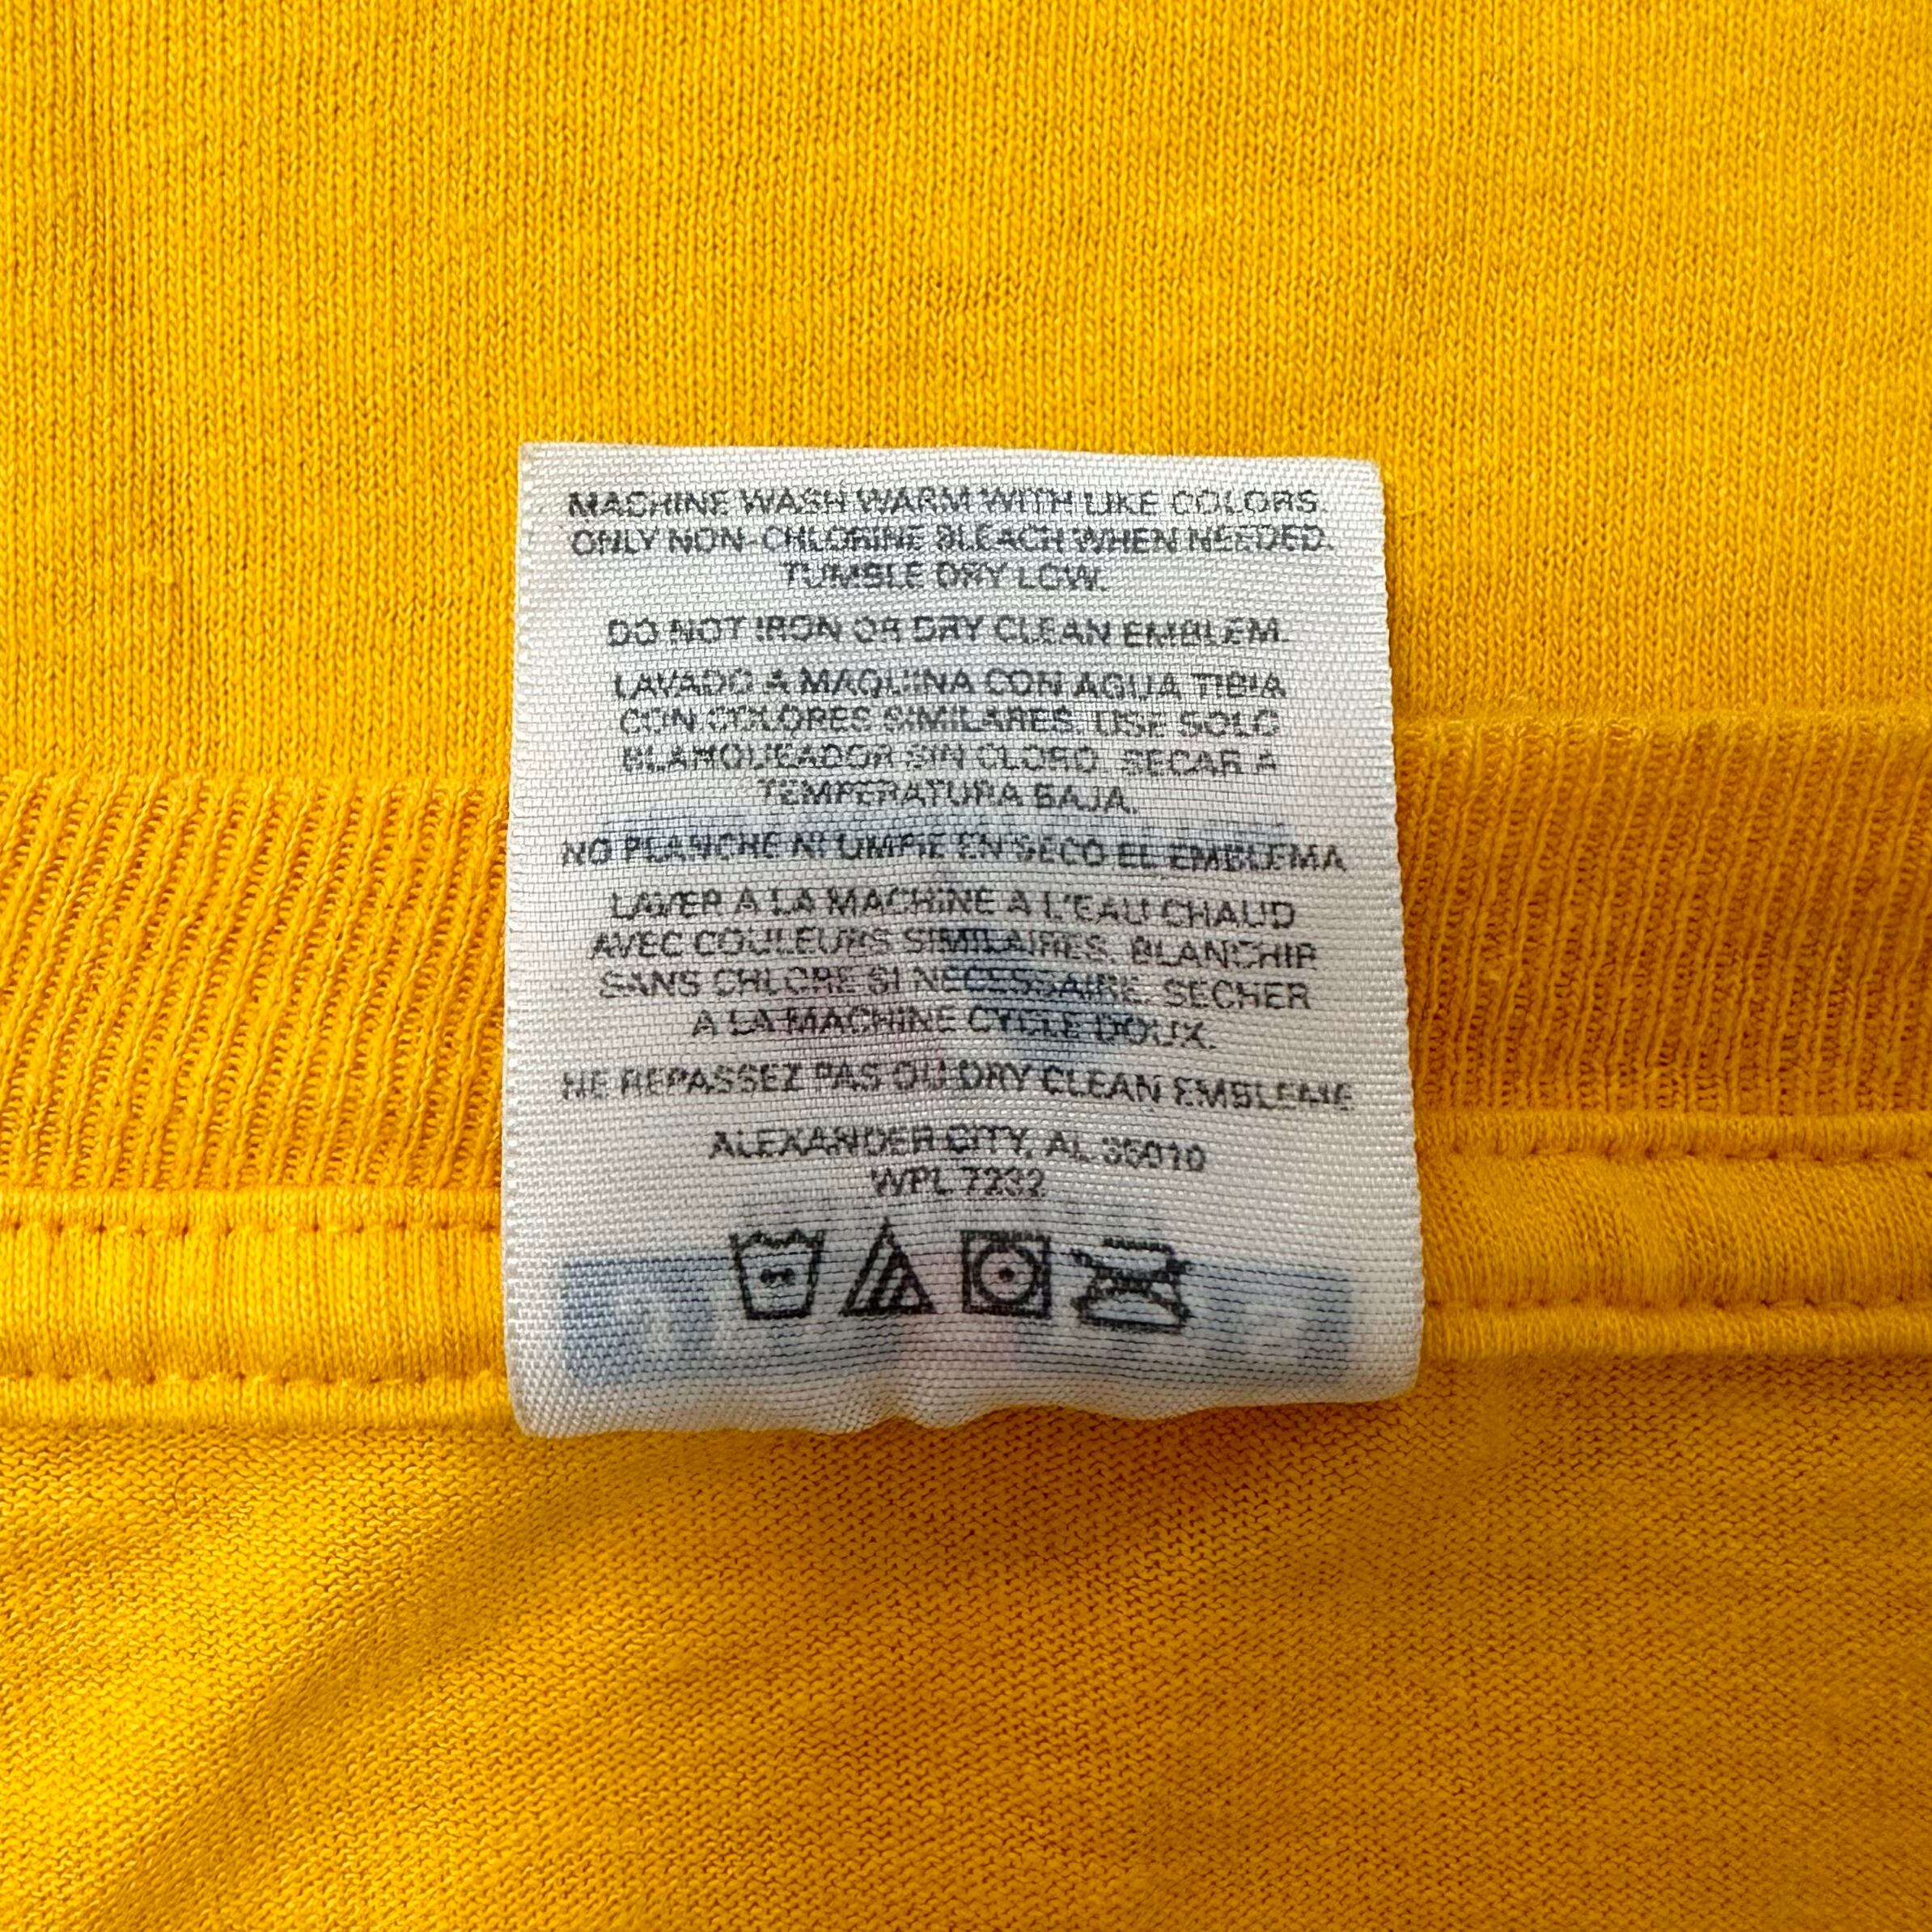 MACHINE WASH WARM WITH LIKE COLORS.
ONLY NON-CHLORINE BLEACH WHEN NEEDED.
TUMBLE DRY LOW.
DO NOT IRON OR DRY CLEAN EMBLEM.
LAVADO A MAQUINA CON AGUA TIBIA
CON COLORES SIMILARES. USE SOLO
BLANQUEADOR SIN CLORO. SECAR A
TEMPERATURA BAJA.
NO PLANCHE NI LIMPIE EN SECO EL EMBLEMA
LAVER A LA MACHINE A L'EAU CHAUD
AVEC COULEURS SIMILAIRES. BLANCHIR
SANS CHLORE SI NECESSAIRE. SECHER
A LA MACHINE CYCLE DOUX.
NE REPASSEZ PAS OU DRY CLEAN EMBLEME
ALEXANDER CITY, AL 35010
WPL 7232